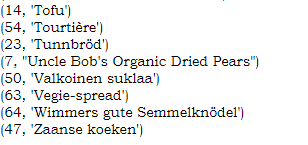 (14, 'Tofu')
(54, 'Tourtière')
(23, 'Tunnbröd')
(7, "Uncle Bob's Organic Dried Pears")
(50, 'Valkoinen suklaa')
(63, 'Vegie-spread')
(64, 'Wimmers gute Semmelknödel')
(47, 'Zaanse koeken')